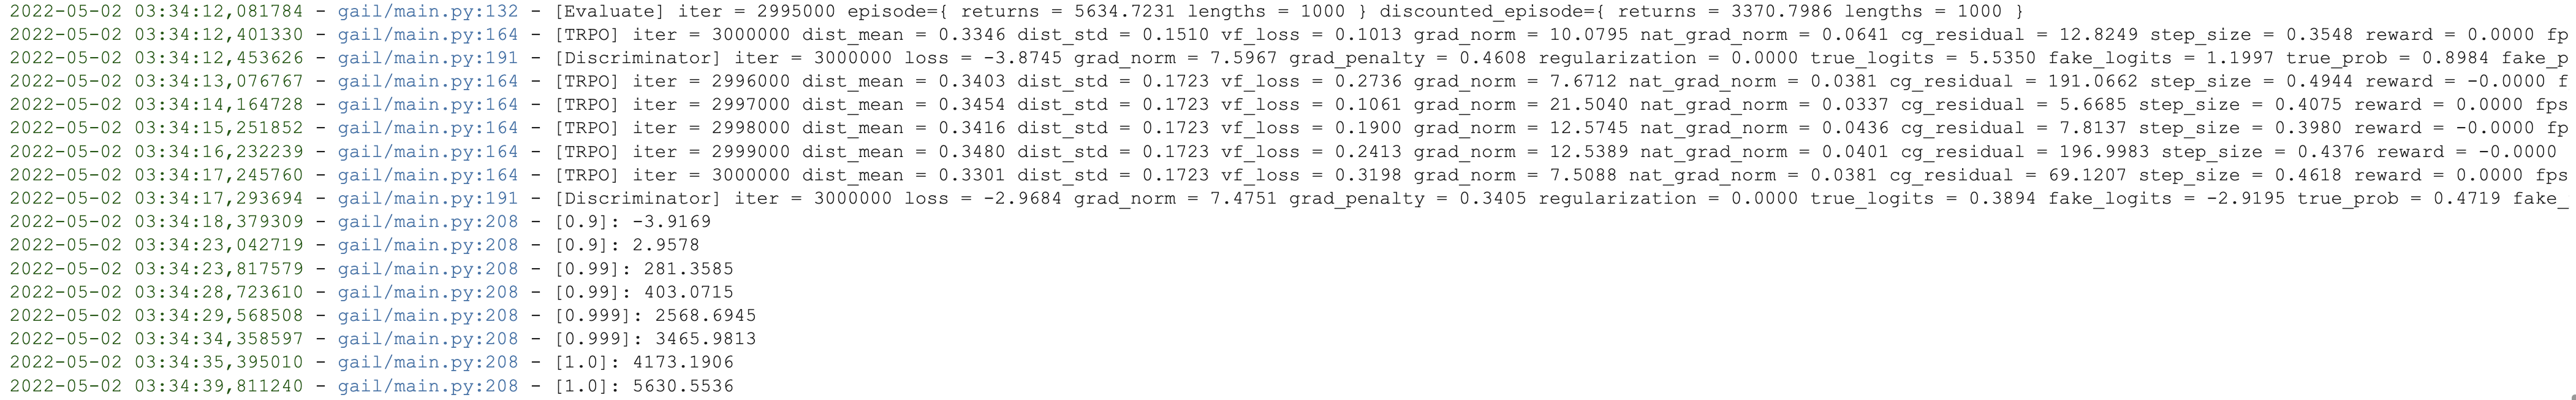 2022-05-02 03:34:12,081784 - gail/main.py:132 - [Evaluate] iter = 2995000 episode={ returns = 5634.7231 lengths = 1000 } discounted_episode={ returns = 3370.7986 lengths = 1000 }
2022-05-02 03:34:12,401330 - gail/main.py:164 - [TRPO] iter = 3000000 dist_mean = 0.3346 dist_std = 0.1510 vf_loss = 0.1013 grad_norm = 10.0795 nat_grad_norm = 0.0641 cg_residual = 12.8249 step_size = 0.3548 reward = 0.0000 fp
2022-05-02 03:34:12,453626 - gail/main.py:191 - [Discriminator] iter = 3000000 loss = -3.8745 grad_norm = 7.5967 grad_penalty = 0.4608 regularization = 0.0000 true_logits = 5.5350 fake_logits = 1.1997 true_prob = 0.8984 fake_p
2022-05-02 03:34:13,076767 - gail/main.py:164 - [TRPO] iter = 2996000 dist_mean = 0.3403 dist_std = 0.1723 vf_loss = 0.2736 grad_norm = 7.6712 nat_grad_norm = 0.0381 cg_residual = 191.0662 step_size = 0.4944 reward = -0.0000 f
2022-05-02 03:34:14,164728 - gail/main.py:164 - [TRPO] iter = 2997000 dist_mean = 0.3454 dist_std = 0.1723 vf_loss = 0.1061 grad_norm = 21.5040 nat_grad_norm = 0.0337 cg_residual = 5.6685 step_size = 0.4075 reward = 0.0000 fps
2022-05-02 03:34:15,251852 - gail/main.py:164 - [TRPO] iter = 2998000 dist_mean = 0.3416 dist_std = 0.1723 vf_loss = 0.1900 grad_norm = 12.5745 nat_grad_norm = 0.0436 cg_residual = 7.8137 step_size = 0.3980 reward = -0.0000 fp
2022-05-02 03:34:16,232239 - gail/main.py:164 - [TRPO] iter = 2999000 dist_mean = 0.3480 dist_std = 0.1723 vf_loss = 0.2413 grad_norm = 12.5389 nat_grad_norm = 0.0401 cg_residual = 196.9983 step_size = 0.4376 reward = -0.0000
2022-05-02 03:34:17,245760 - gail/main.py:164 - [TRPO] iter = 3000000 dist_mean = 0.3301 dist_std = 0.1723 vf_loss = 0.3198 grad_norm = 7.5088 nat_grad_norm = 0.0381 cg_residual = 69.1207 step_size = 0.4618 reward = 0.0000 fps
2022-05-02 03:34:17,293694 - gail/main.py:191 - [Discriminator] iter = 3000000 loss = -2.9684 grad_norm = 7.4751 grad_penalty = 0.3405 regularization = 0.0000 true_logits = 0.3894 fake_logits = -2.9195 true_prob = 0.4719 fake_
2022-05-02 03:34:18,379309 - gail/main.py:208 - [0.9]: -3.9169
2022-05-02 03:34:23,042719 - gail/main.py:208 - [0.9]: 2.9578
2022-05-02 03:34:23,817579 - gail/main.py:208 - [0.99]: 281.3585
2022-05-02 03:34:28,723610 - gail/main.py:208 - [0.99]: 403.0715
2022-05-02 03:34:29,568508 - gail/main.py:208 - [0.999]: 2568.6945
2022-05-02 03:34:34,358597 - gail/main.py:208 - [0.999]: 3465.9813
2022-05-02 03:34:35,395010 - gail/main.py:208 - [1.0]: 4173.1906
2022-05-02 03:34:39,811240 - gail/main.py:208 - [1.0]: 5630.5536